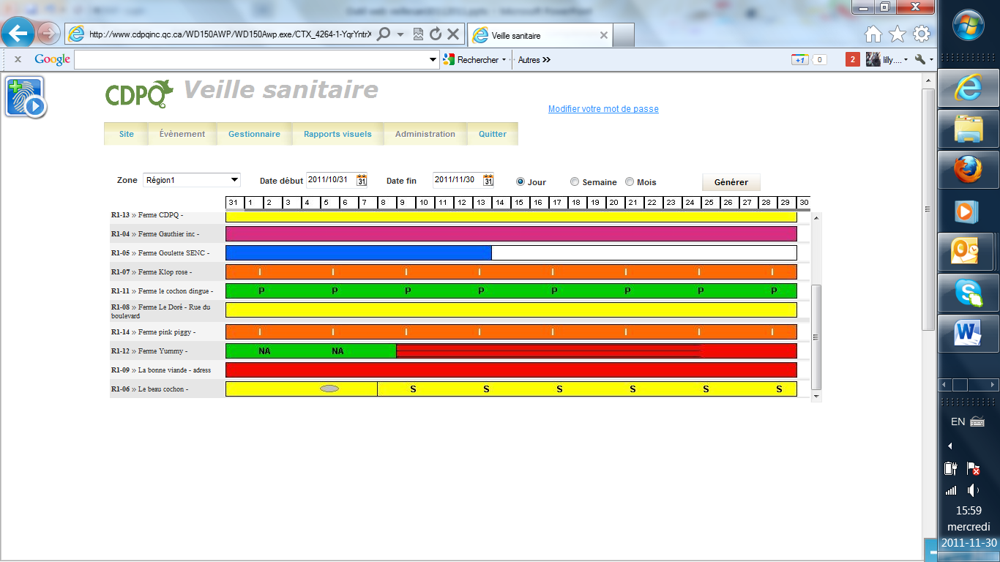 http://www.cdpqinc.qc.ca/WD150AWP/WD150Awp.exe/CTX_4264-1-YqrYntrX
Veille sanitaire
x Google Rechercher Autres »
+1 0 2 lilly....
CDPQ Veille sanitaire
Modifier votre mot de passe
Site Évènement Gestionnaire Rapports visuels Administration Quitter
Zone Région1 Date début 2011/10/31 31 Date fin 2011/11/30 31 Jour Semaine Mois Générer
31 1 2 3 4 5 6 7 8 9 10 11 12 13 14 15 16 17 18 19 20 21 22 23 24 25 26 27 28 29 30
R1-13 » Ferme CDPQ -
R1-04 » Ferme Gauthier inc -
R1-05 » Ferme Goulette SENC -
R1-07 » Ferme Klop rose - I I I I I I I I
R1-11 » Ferme le cochon dingue - P P P P P P P P
R1-08 » Ferme Le Doré - Rue du
boulevard
R1-14 » Ferme pink piggy - I I I I I I I I
R1-12 » Ferme Yummy - NA NA
R1-09 » La bonne viande - adress
R1-06 » Le beau cochon - S S S S S S
EN
15:59
mercredi
2011-11-30